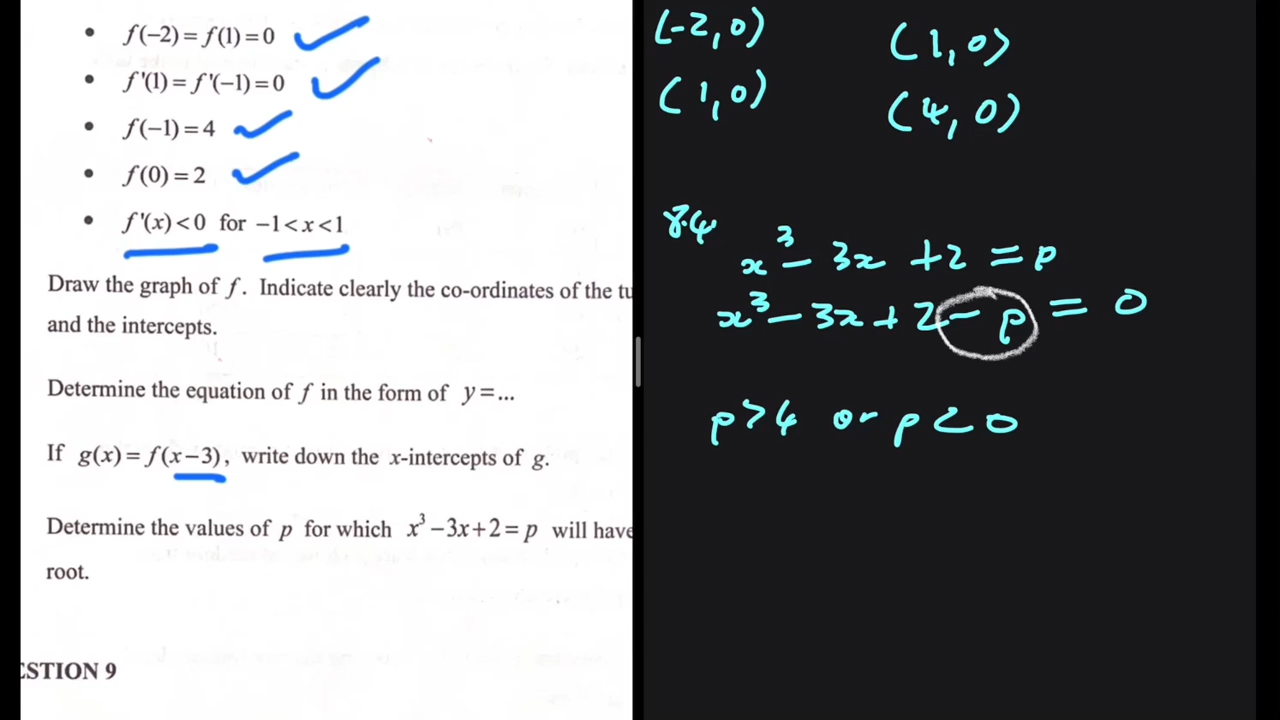 • f(−2) = f(1) = 0
• f'(1) = f'(−1) = 0
• f(−1) = 4
• f(0) = 2
• f'(x) < 0 for −1 < x < 1
Draw the graph of f. Indicate clearly the co-ordinates of the tu
and the intercepts.
Determine the equation of f in the form of y = ...
If g(x) = f(x−3), write down the x-intercepts of g.
Determine the values of p for which x³ − 3x + 2 = p will have
root.
ESTION 9
(-2, 0) (1, 0)
(1, 0) (4, 0)
8.4
x³ − 3x + 2 = p
x³ − 3x + 2 − p = 0
p > 4 or p < 0